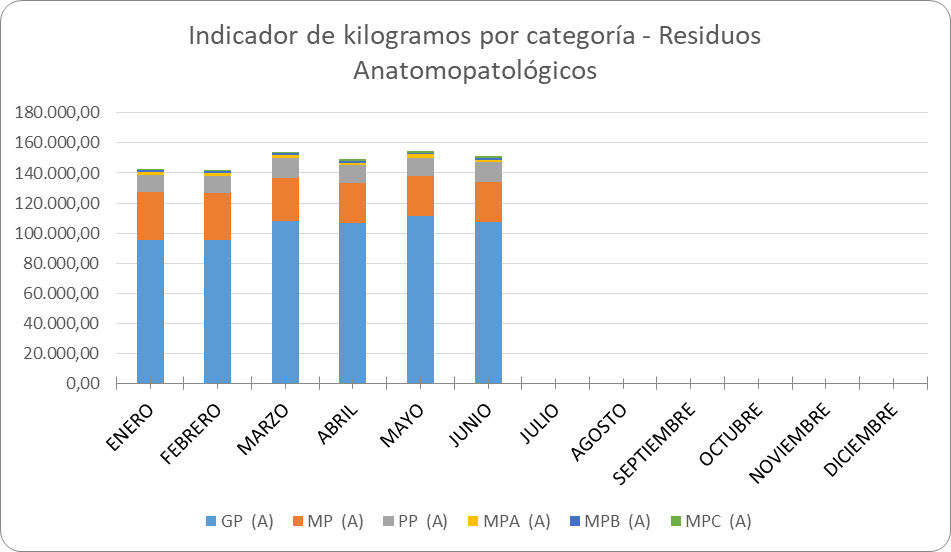 Indicador de kilogramos por categoría - Residuos
Anatomopatológicos
180.000,00
160.000,00
140.000,00
120.000,00
100.000,00
80.000,00
60.000,00
40.000,00
20.000,00
0,00
ENERO
FEBRERO
MARZO
ABRIL
MAYO
JUNIO
JULIO
AGOSTO
SEPTIEMBRE
OCTUBRE
NOVIEMBRE
DICIEMBRE
GP (A) MP (A) PP (A) MPA (A) MPB (A) MPC (A)